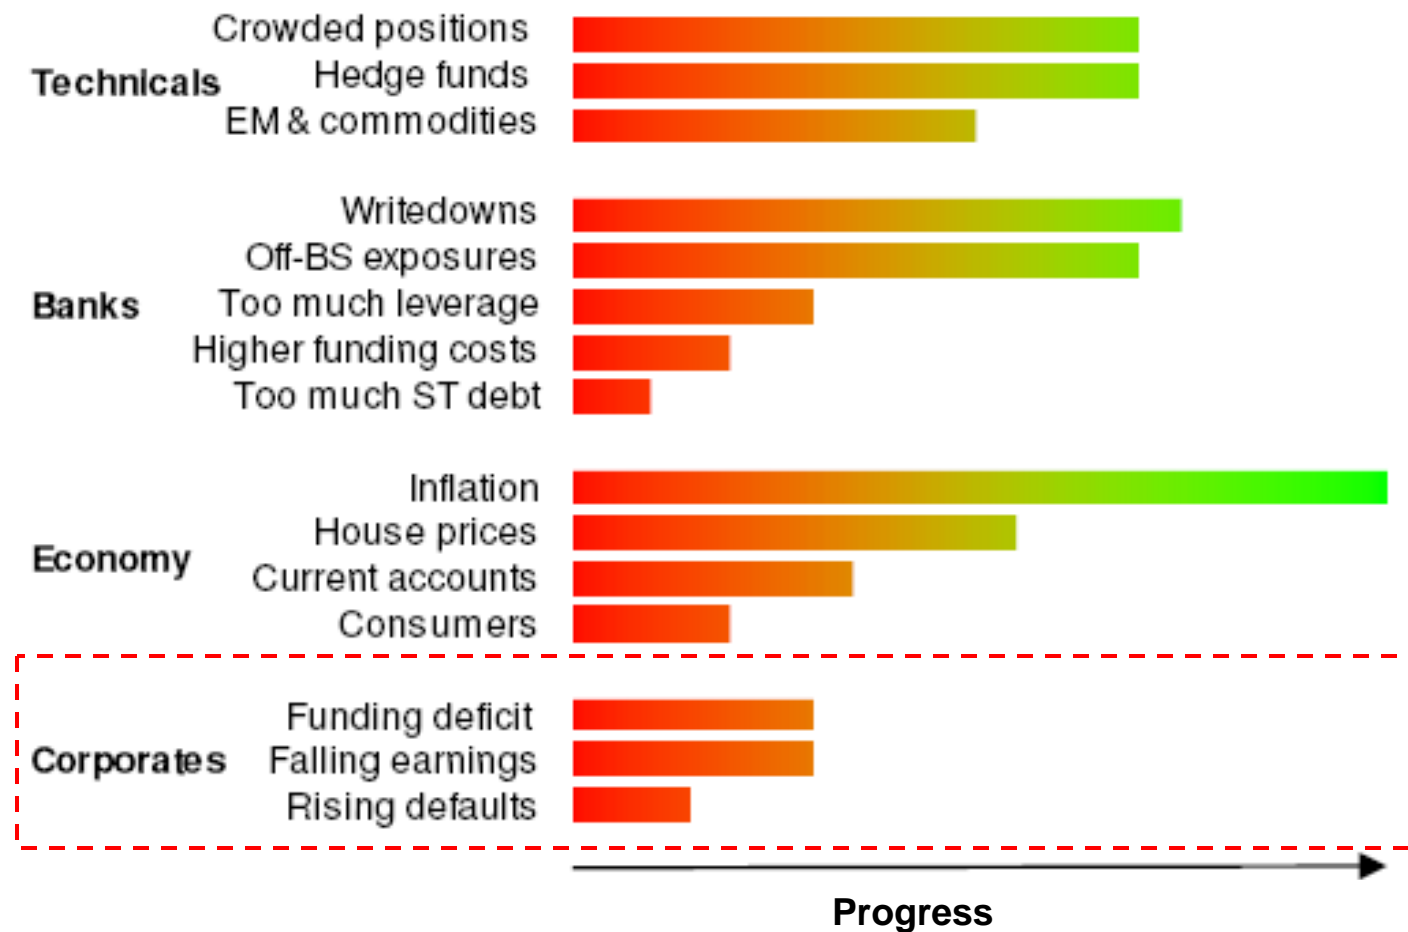 Crowded positions
Technicals
Hedge funds
EM & commodities
Writedowns
Off-BS exposures
Banks
Too much leverage
Higher funding costs
Too much ST debt
Inflation
House prices
Economy
Current accounts
Consumers
Funding deficit
Corporates
Falling earnings
Rising defaults
Progress